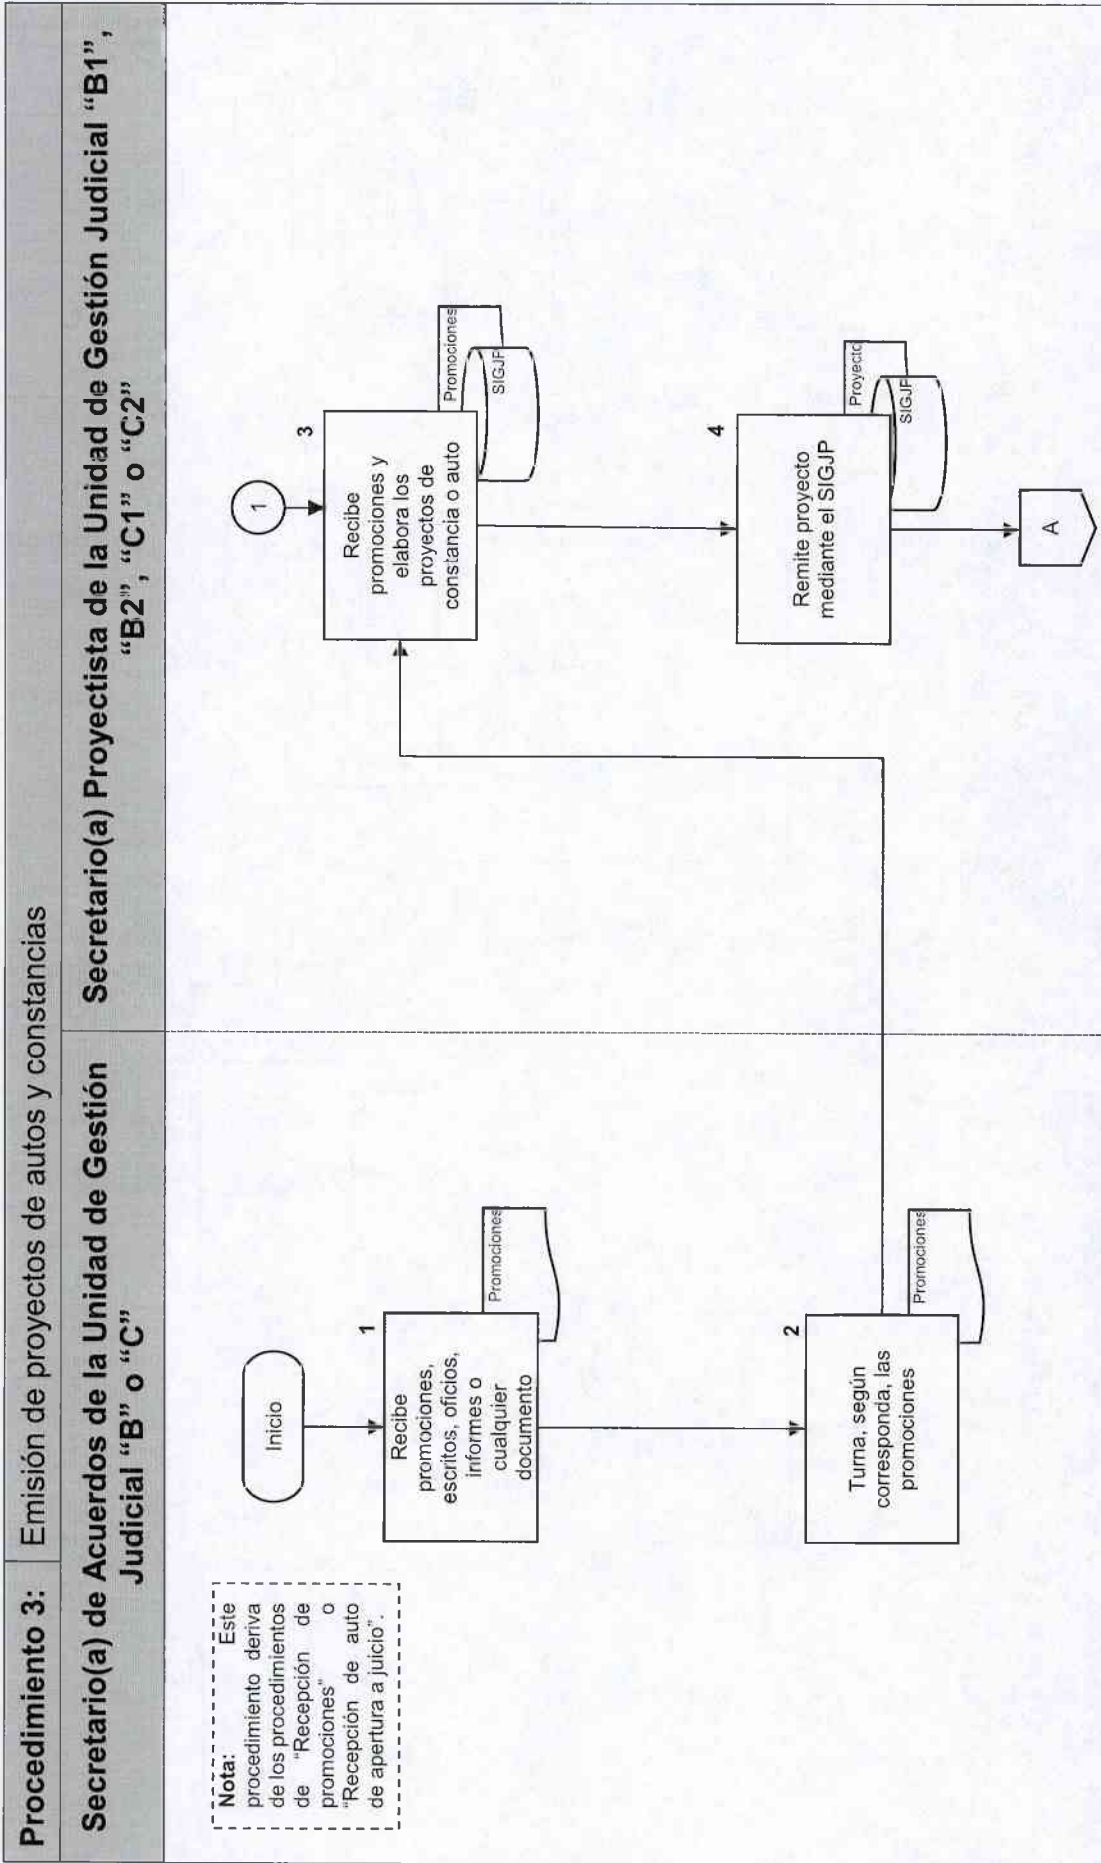 Procedimiento 3:
Emisión de proyectos de autos y constancias
Secretario(a) de Acuerdos de la Unidad de Gestión
Judicial “B” o “C”
Secretario(a) Proyectista de la Unidad de Gestión Judicial “B1”,
“B2”, “C1” o “C2”
Nota: Este
procedimiento deriva
de los procedimientos
de “Recepción de
promociones” o
“Recepción de auto
de apertura a juicio”.
Inicio
1
Recibe
promociones,
escritos, oficios,
informes o
cualquier
documento
Promociones
2
Turna, según
corresponda, las
promociones
Promociones
1
3
Recibe
promociones y
elabora los
proyectos de
constancia o auto
Promociones
SIGJP
4
Remite proyecto
mediante el SIGJP
Proyecto
SIGJP
A